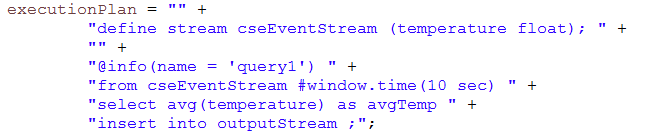 executionPlan = "" +
"define stream cseEventStream (temperature float); " +
"" +
"@info(name = 'query1') " +
"from cseEventStream #window.time(10 sec) " +
"select avg(temperature) as avgTemp " +
"insert into outputStream ;";